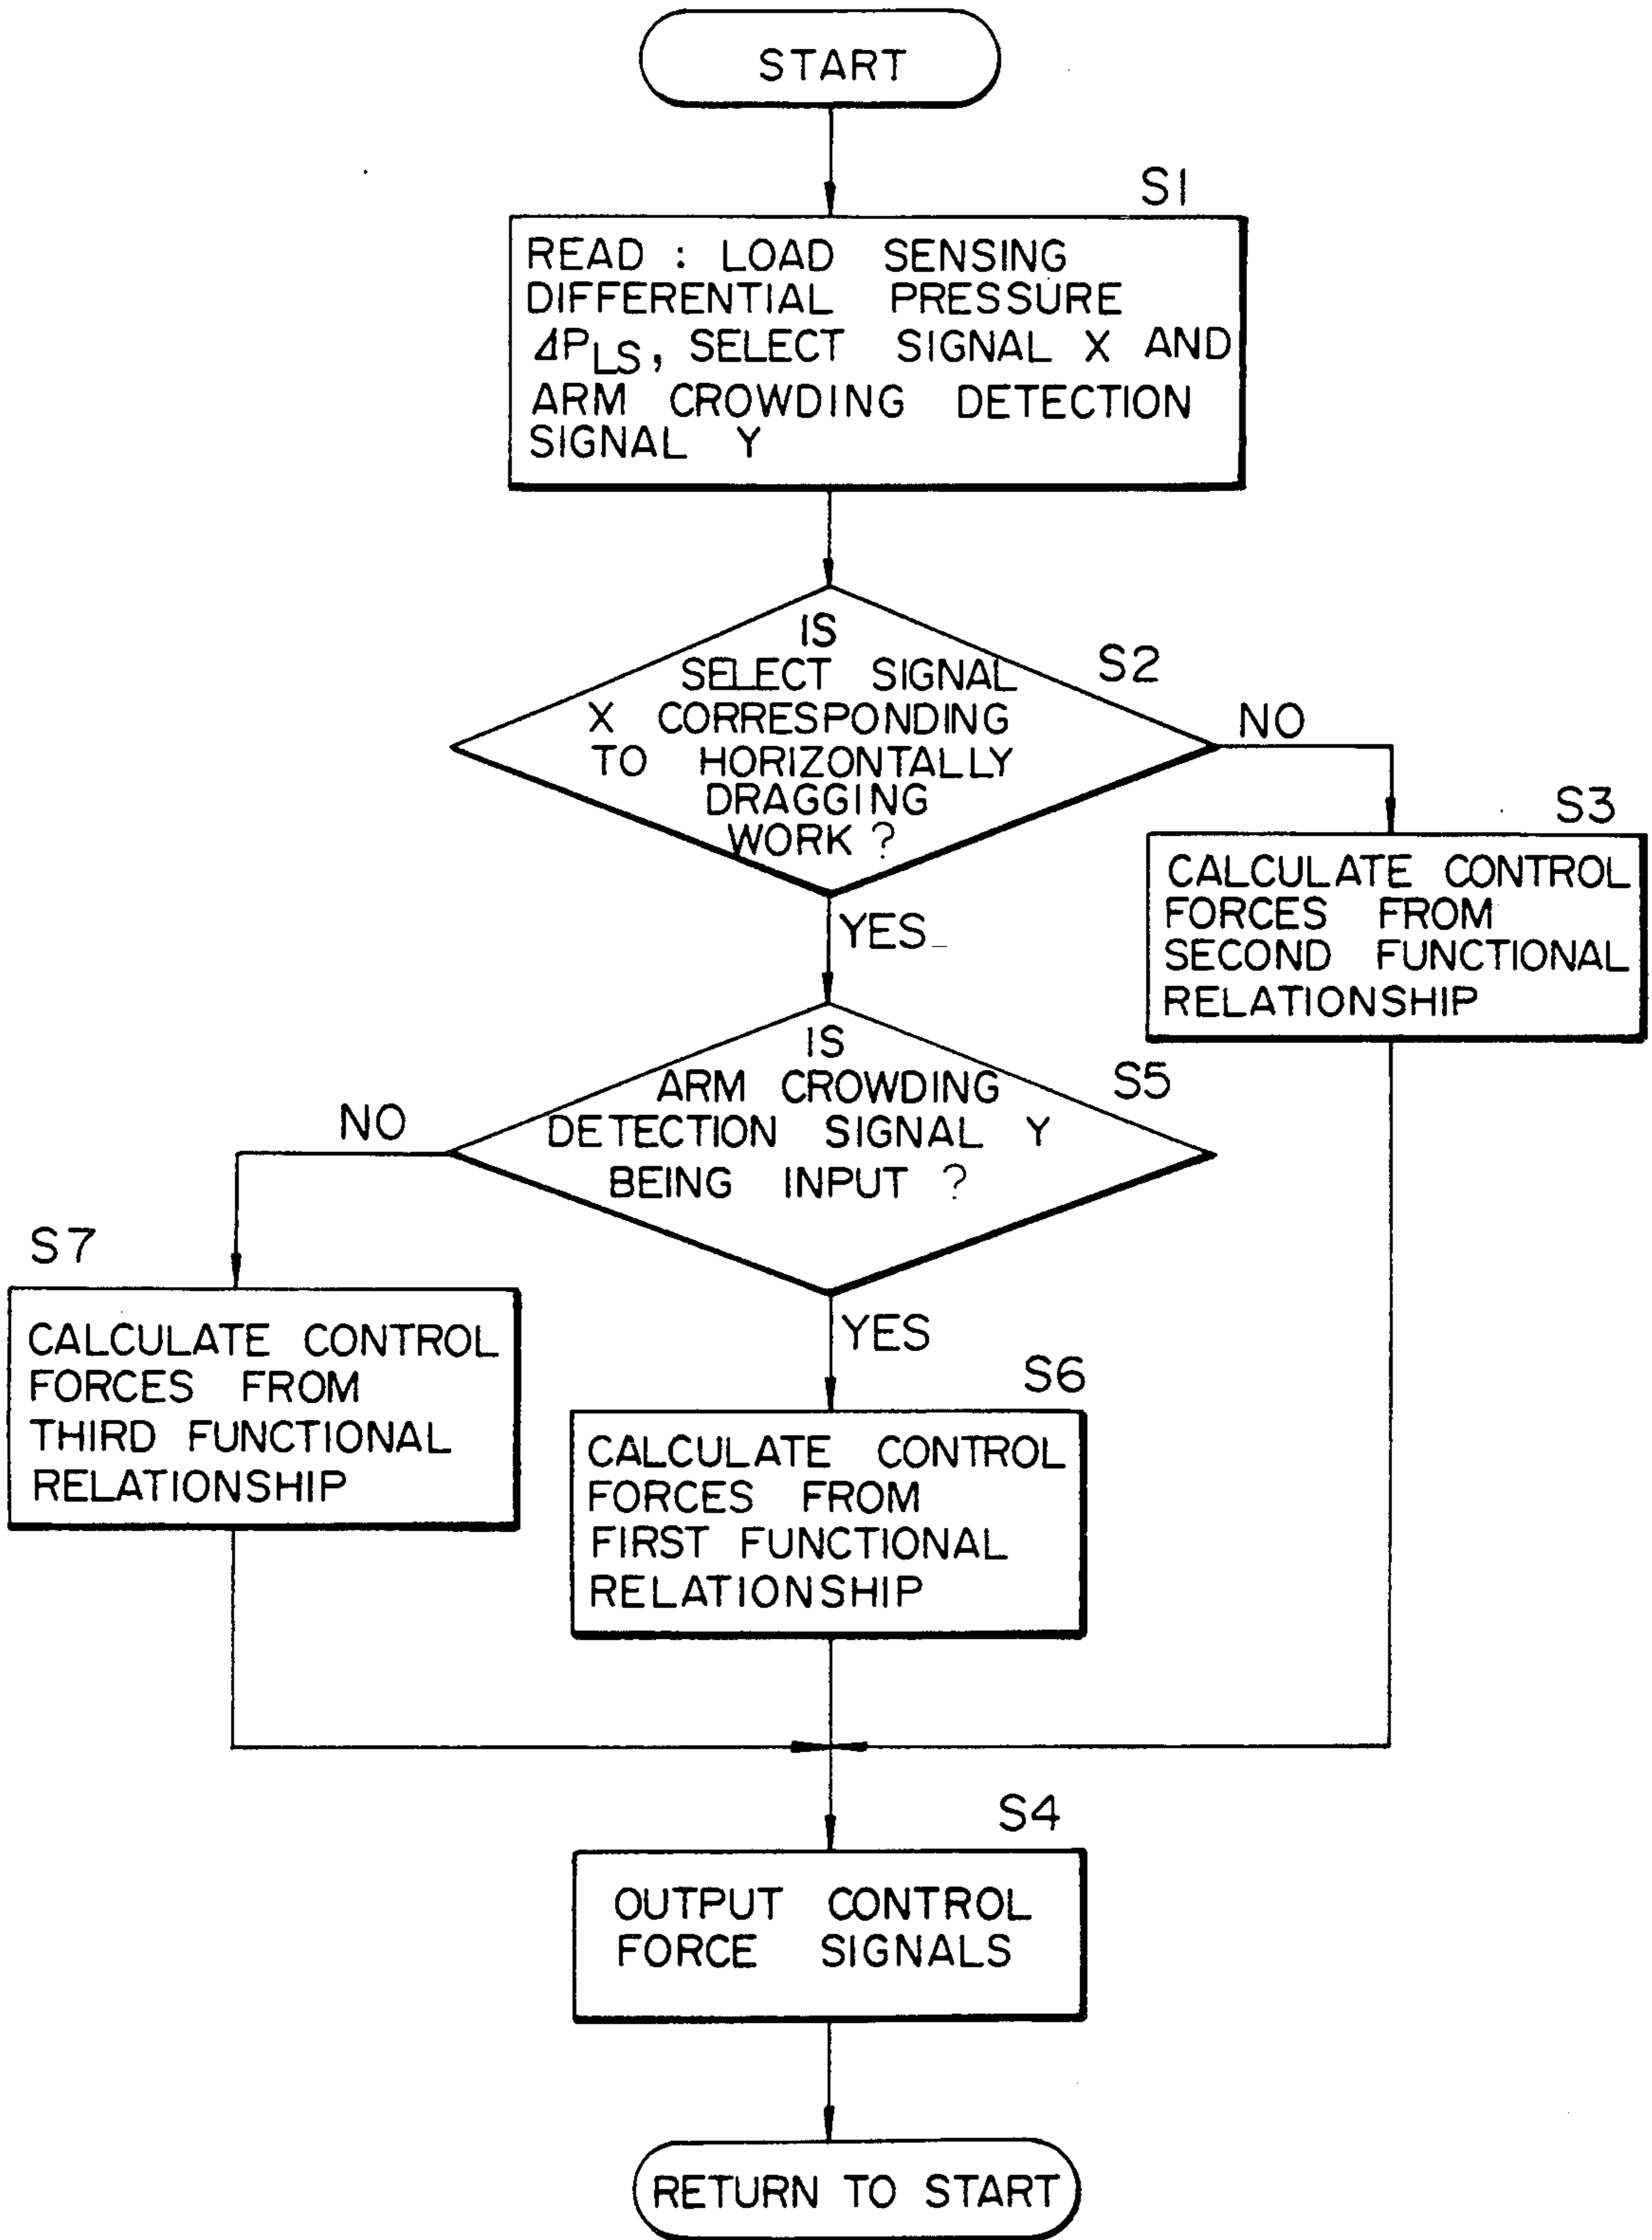 START
S1
READ : LOAD SENSING
DIFFERENTIAL PRESSURE
ΔPLS, SELECT SIGNAL X AND
ARM CROWDING DETECTION
SIGNAL Y
IS
SELECT SIGNAL
X CORRESPONDING
TO HORIZONTALLY
DRAGGING
WORK ?
S2
NO
YES
S3
CALCULATE CONTROL
FORCES FROM
SECOND FUNCTIONAL
RELATIONSHIP
IS
ARM CROWDING
DETECTION SIGNAL Y
BEING INPUT ?
S5
NO
YES
S7
CALCULATE CONTROL
FORCES FROM
THIRD FUNCTIONAL
RELATIONSHIP
S6
CALCULATE CONTROL
FORCES FROM
FIRST FUNCTIONAL
RELATIONSHIP
S4
OUTPUT CONTROL
FORCE SIGNALS
RETURN TO START